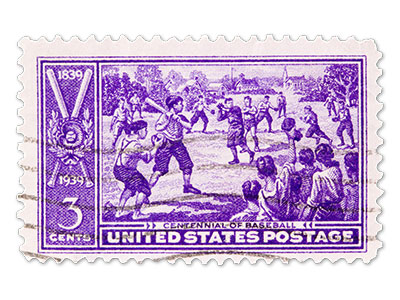 1839
1939
3
CENTS
CENTENNIAL OF BASEBALL
UNITED STATES POSTAGE